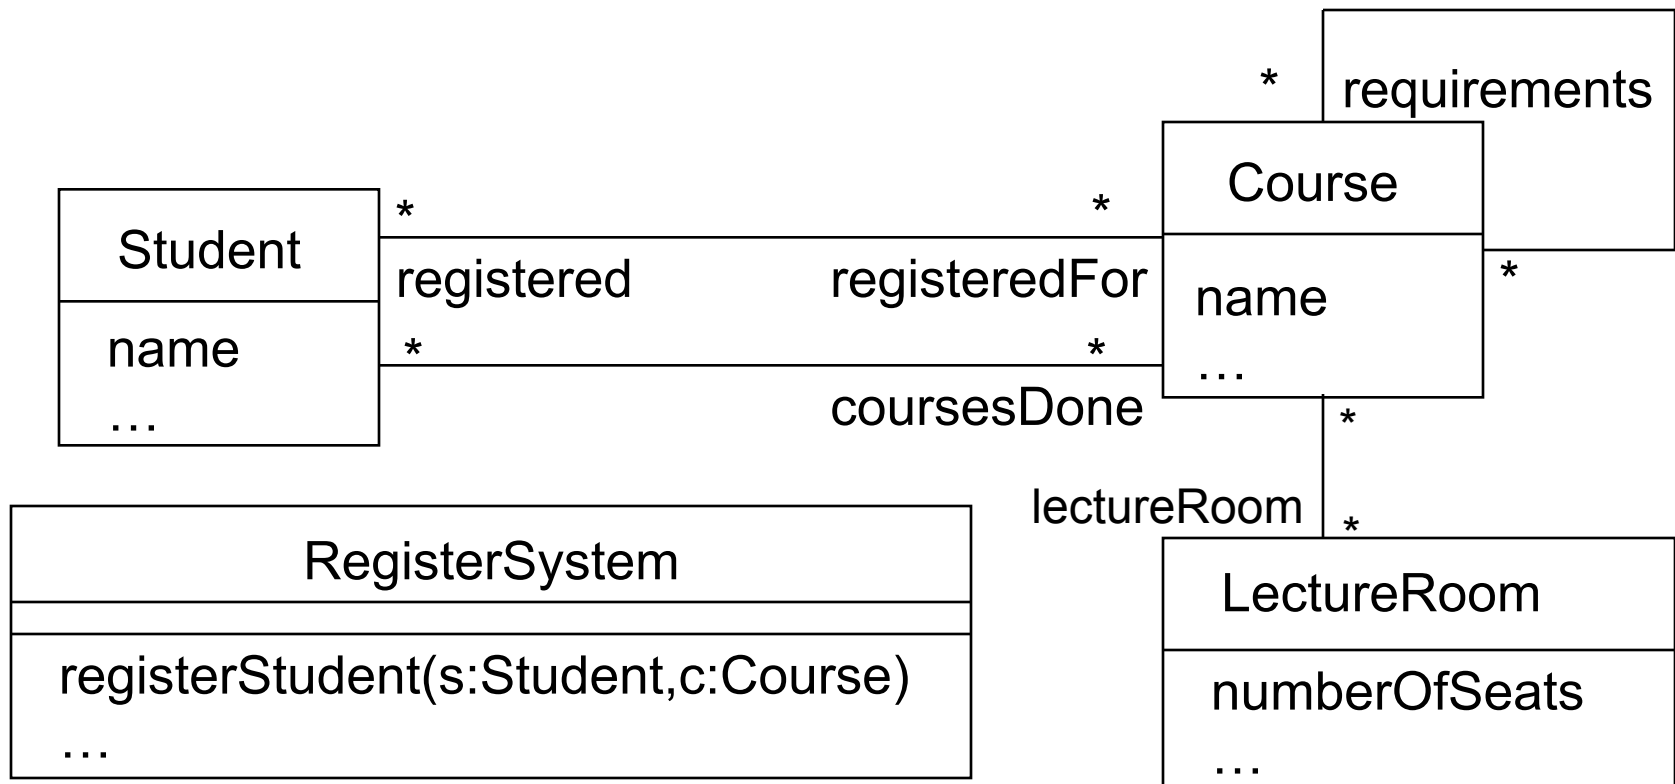 *
requirements
Course
*
name
…
Student
name
…
*
*
registered
registeredFor
*
*
coursesDone
*
lectureRoom
*
RegisterSystem
registerStudent(s:Student,c:Course)
…
LectureRoom
numberOfSeats
…